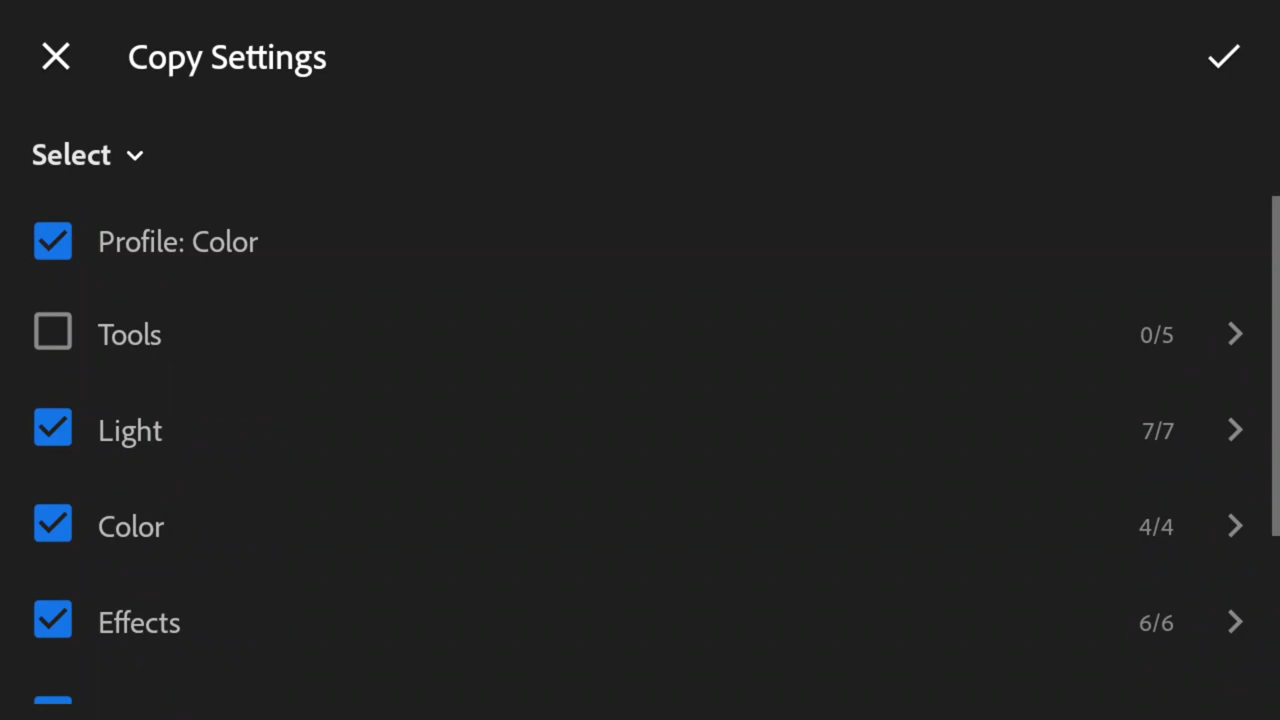 Copy Settings
Select
Profile: Color
Tools 0/5
Light 7/7
Color 4/4
Effects 6/6